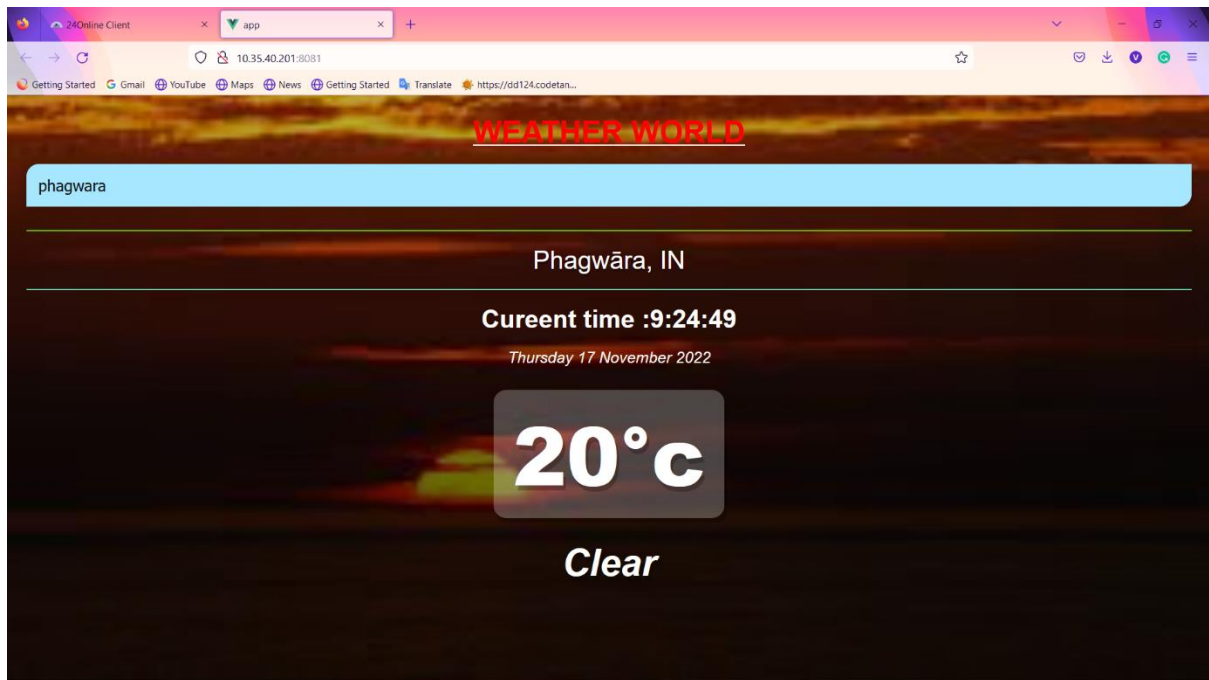 24Online Client
app
10.35.40.201:8081
Getting Started Gmail YouTube Maps News Getting Started Translate https://dd124.codetan...
WEATHER WORLD
phagwara
Phagwāra, IN
Cureent time :9:24:49
Thursday 17 November 2022
20°c
Clear